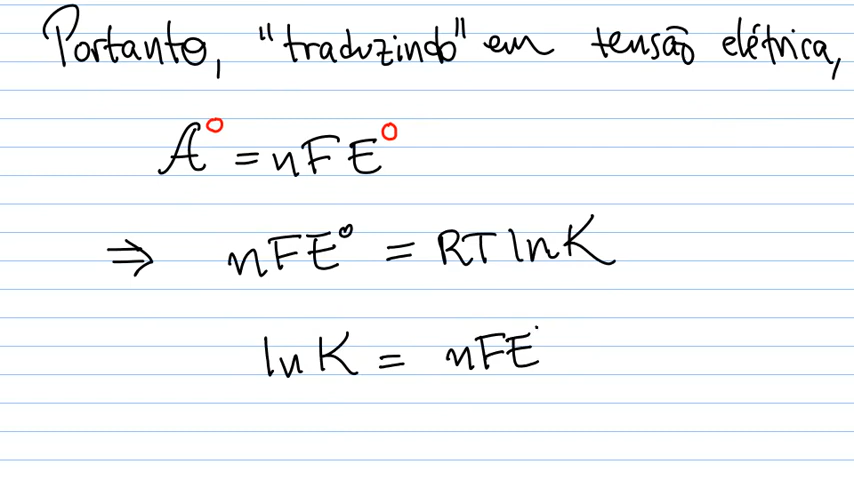 Portanto, "traduzindo" em tensão elétrica,
A° = nFE°
⇒ nFE° = RT lnK
lnK = nFE